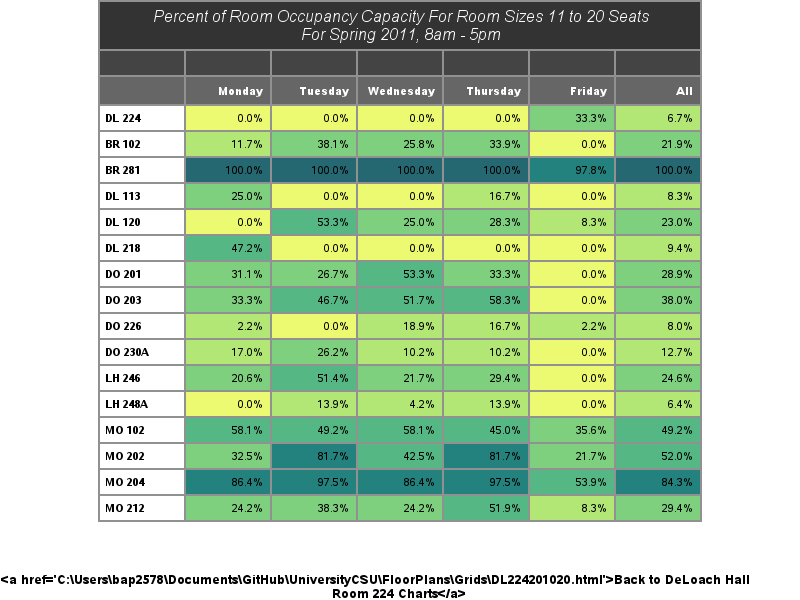 Percent of Room Occupancy Capacity For Room Sizes 11 to 20 Seats
For Spring 2011, 8am - 5pm
Monday Tuesday Wednesday Thursday Friday All
DL 224 0.0% 0.0% 0.0% 0.0% 33.3% 6.7%
BR 102 11.7% 38.1% 25.8% 33.9% 0.0% 21.9%
BR 281 100.0% 100.0% 100.0% 100.0% 97.8% 100.0%
DL 113 25.0% 0.0% 0.0% 16.7% 0.0% 8.3%
DL 120 0.0% 53.3% 25.0% 28.3% 8.3% 23.0%
DL 218 47.2% 0.0% 0.0% 0.0% 0.0% 9.4%
DO 201 31.1% 26.7% 53.3% 33.3% 0.0% 28.9%
DO 203 33.3% 46.7% 51.7% 58.3% 0.0% 38.0%
DO 226 2.2% 0.0% 18.9% 16.7% 2.2% 8.0%
DO 230A 17.0% 26.2% 10.2% 10.2% 0.0% 12.7%
LH 246 20.6% 51.4% 21.7% 29.4% 0.0% 24.6%
LH 248A 0.0% 13.9% 4.2% 13.9% 0.0% 6.4%
MO 102 58.1% 49.2% 58.1% 45.0% 35.6% 49.2%
MO 202 32.5% 81.7% 42.5% 81.7% 21.7% 52.0%
MO 204 86.4% 97.5% 86.4% 97.5% 53.9% 84.3%
MO 212 24.2% 38.3% 24.2% 51.9% 8.3% 29.4%
<a href='C:\Users\bap2578\Documents\GitHub\UniversityCSU\FloorPlans\Grids\DL224201020.html'>Back to DeLoach Hall
Room 224 Charts</a>